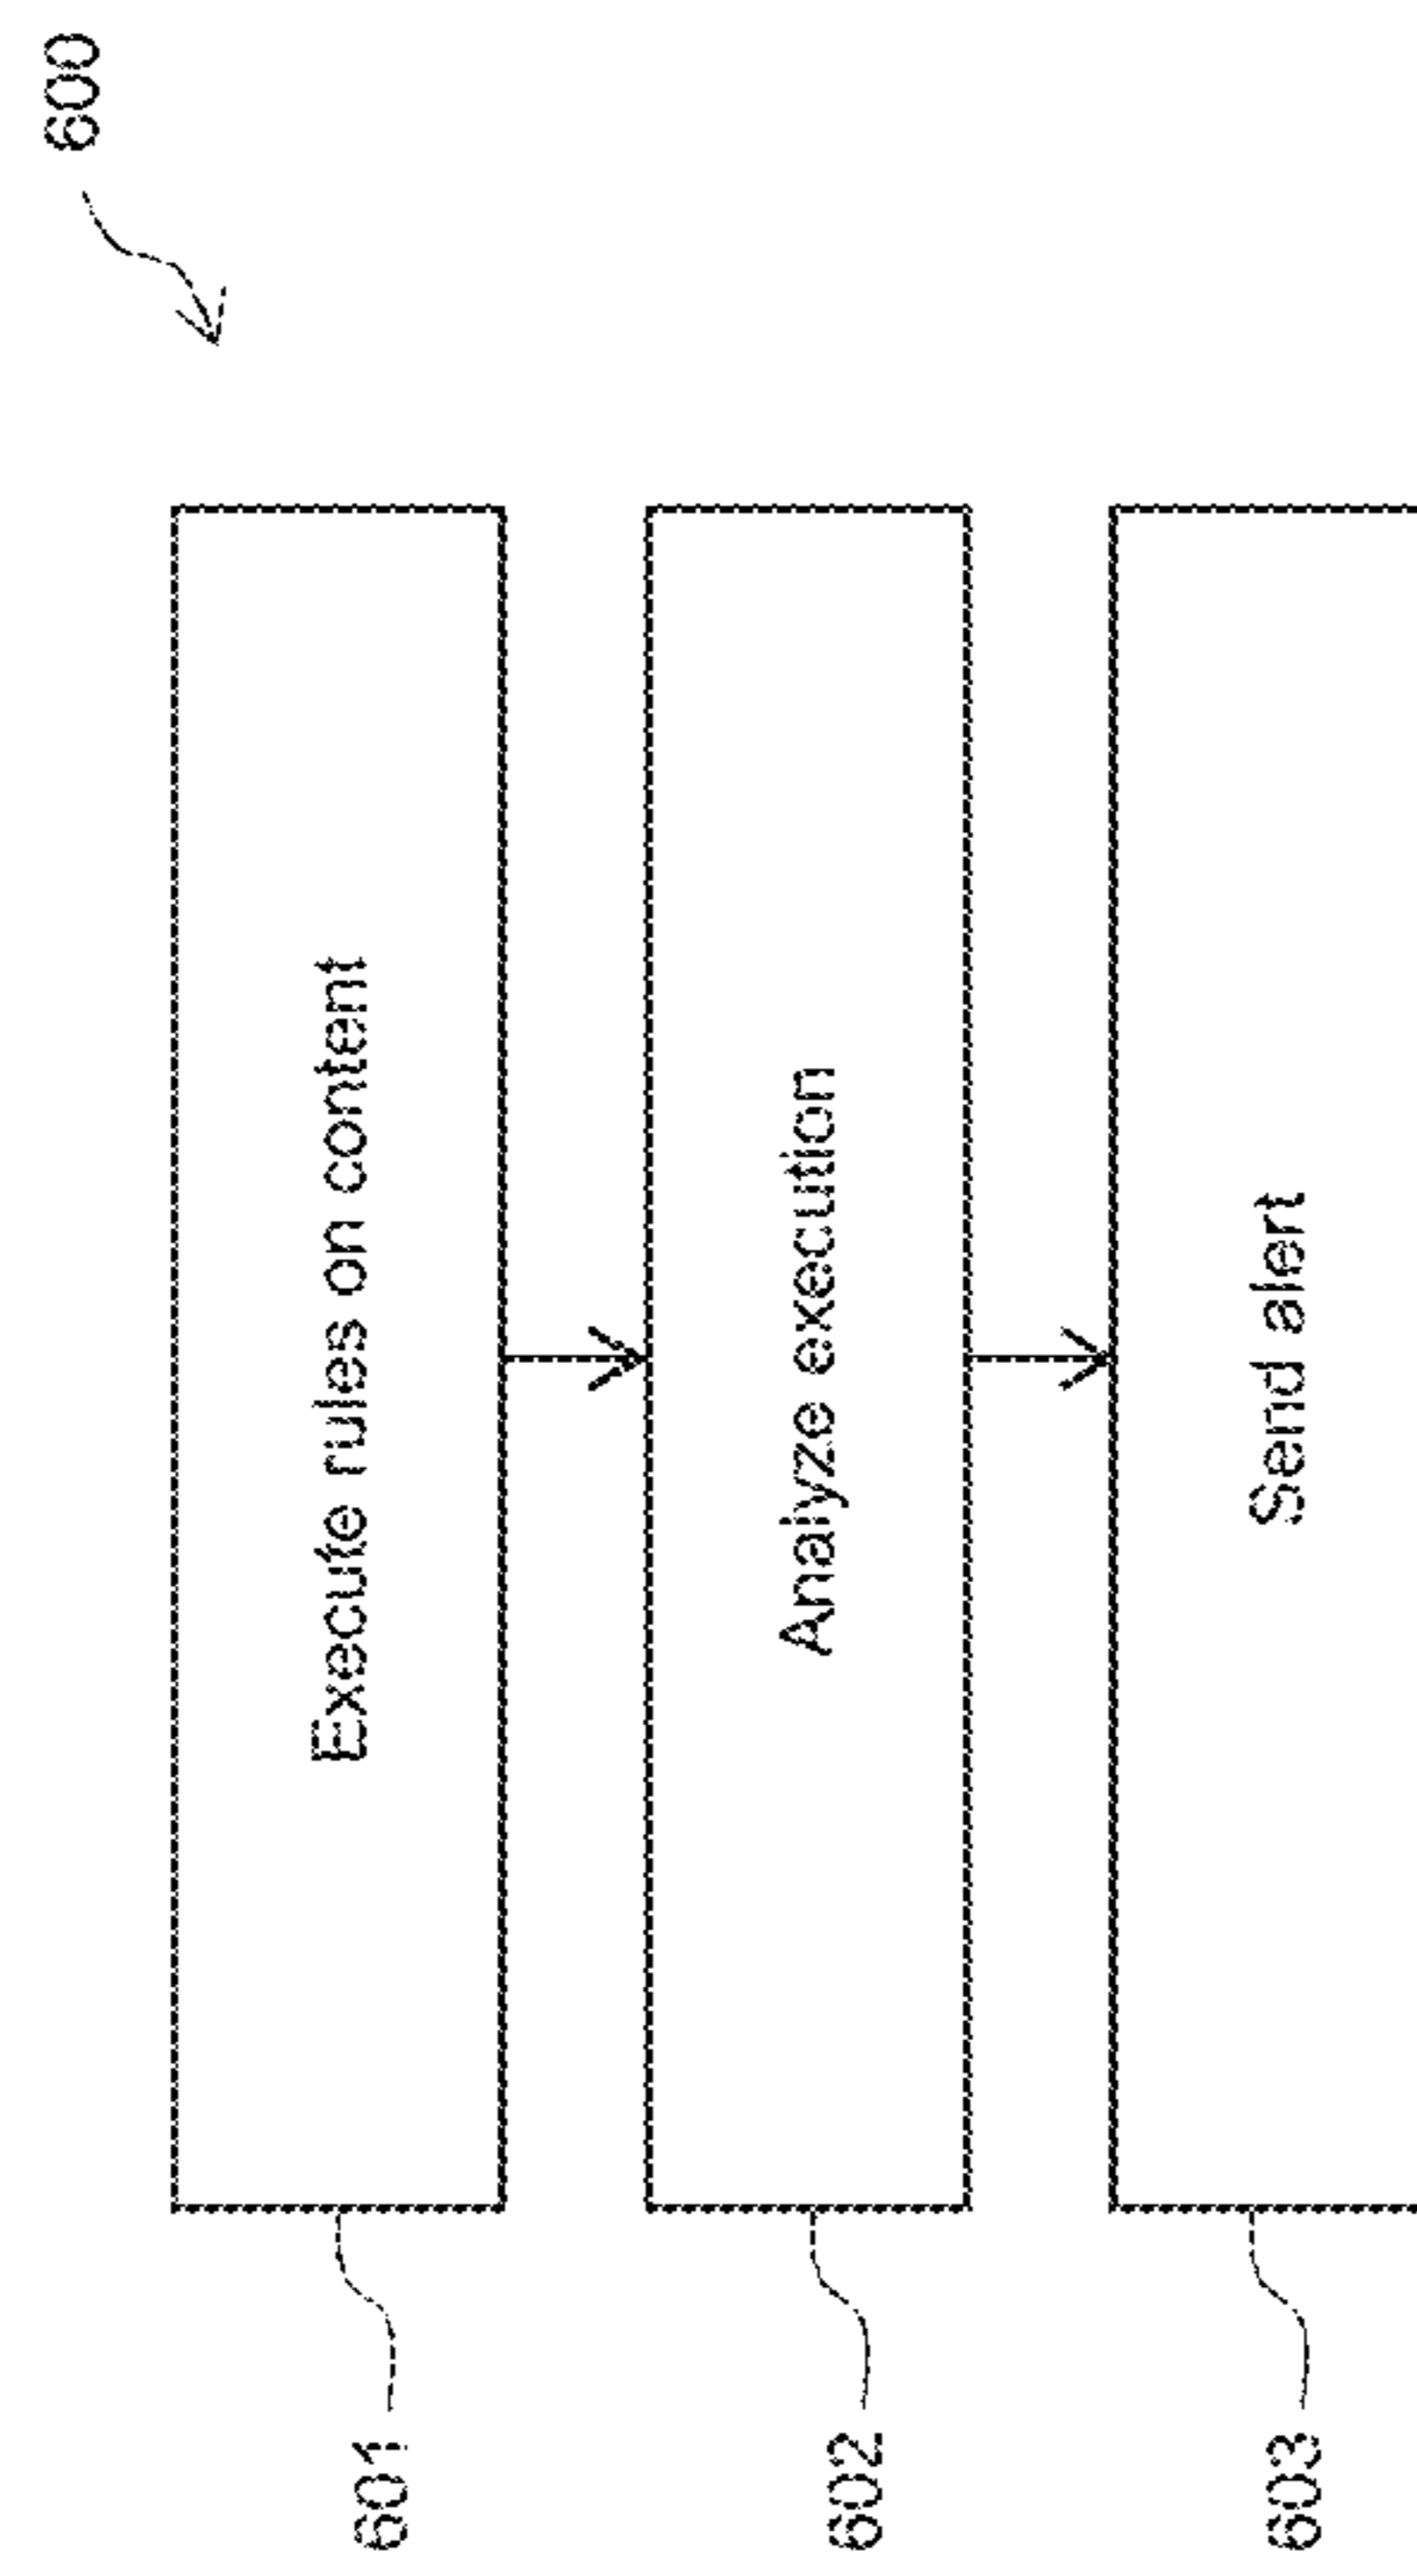 600
601
Execute rules on content
602
Analyze execution
603
Send alert